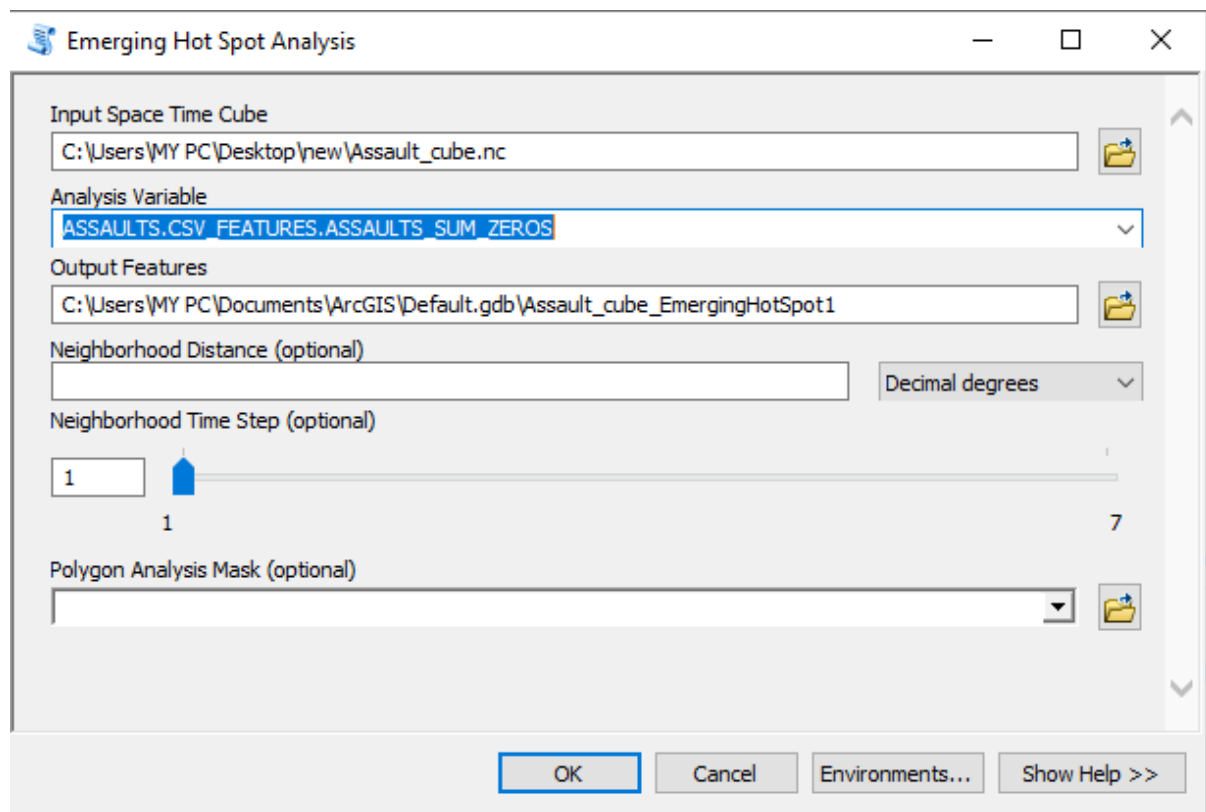 Emerging Hot Spot Analysis
Input Space Time Cube
C:\Users\MY PC\Desktop\new\Assault_cube.nc
Analysis Variable
ASSAULTS.CSV_FEATURES.ASSAULTS_SUM_ZEROS
Output Features
C:\Users\MY PC\Documents\ArcGIS\Default.gdb\Assault_cube_EmergingHotSpot1
Neighborhood Distance (optional)
Decimal degrees
Neighborhood Time Step (optional)
1
1 7
Polygon Analysis Mask (optional)
OK Cancel Environments... Show Help >>